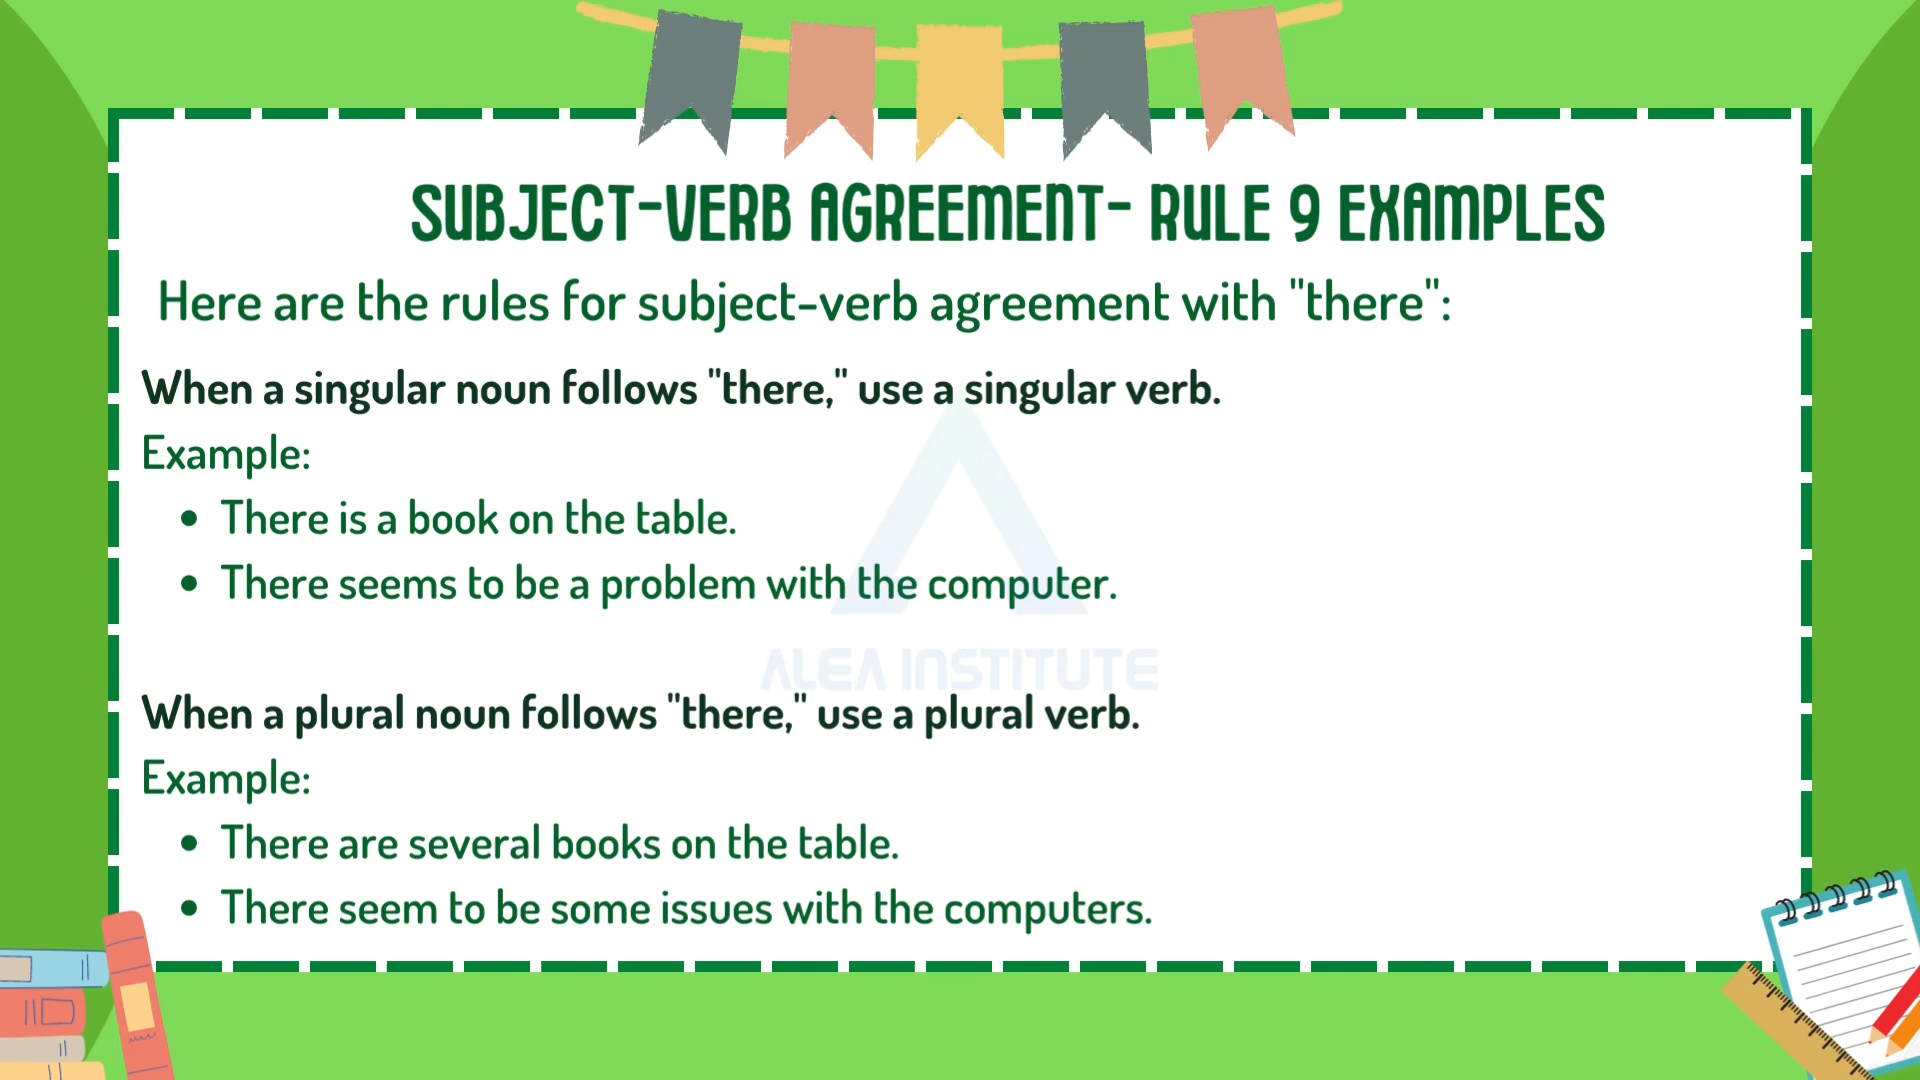 SUBJECT-VERB AGREEMENT- RULE 9 EXAMPLES
Here are the rules for subject-verb agreement with "there":
When a singular noun follows "there," use a singular verb.
Example:
• There is a book on the table.
• There seems to be a problem with the computer.
ALEA INSTITUTE
When a plural noun follows "there," use a plural verb.
Example:
• There are several books on the table.
• There seem to be some issues with the computers.